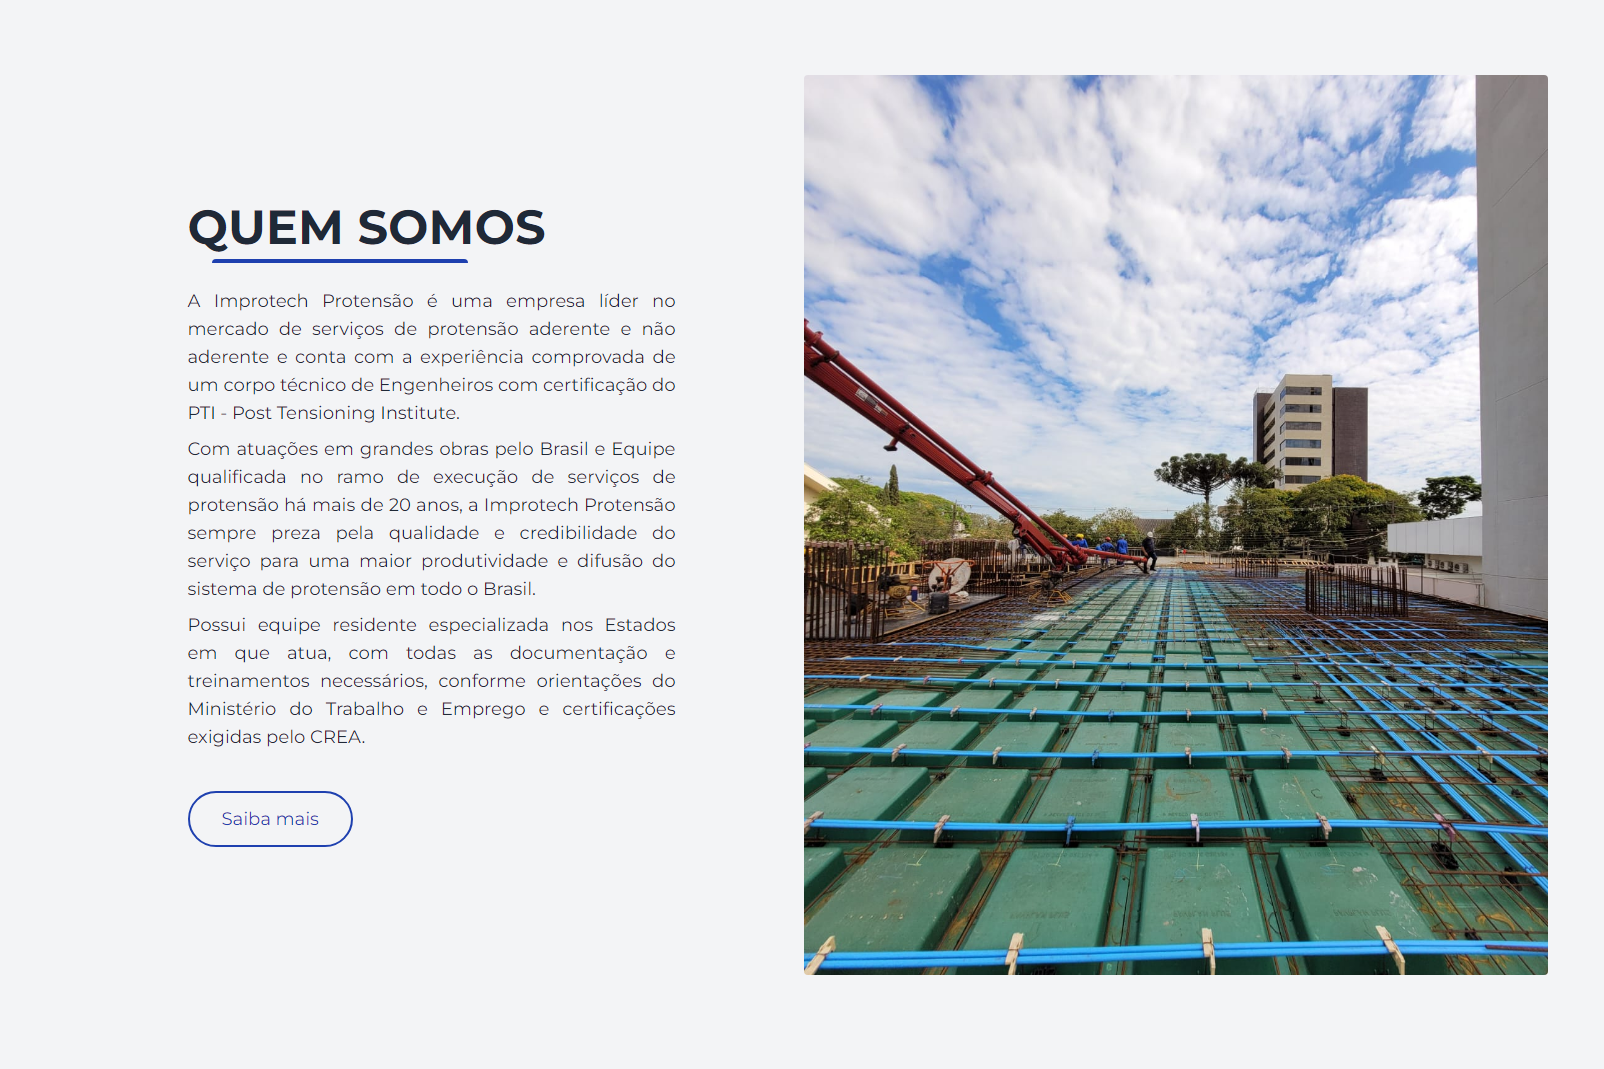 QUEM SOMOS
A Improtech Protensão é uma empresa líder no
mercado de serviços de protensão aderente e não
aderente e conta com a experiência comprovada de
um corpo técnico de Engenheiros com certificação do
PTI - Post Tensioning Institute.
Com atuações em grandes obras pelo Brasil e Equipe
qualificada no ramo de execução de serviços de
protensão há mais de 20 anos, a Improtech Protensão
sempre preza pela qualidade e credibilidade do
serviço para uma maior produtividade e difusão do
sistema de protensão em todo o Brasil.
Possui equipe residente especializada nos Estados
em que atua, com todas as documentação e
treinamentos necessários, conforme orientações do
Ministério do Trabalho e Emprego e certificações
exigidas pelo CREA.
Saiba mais